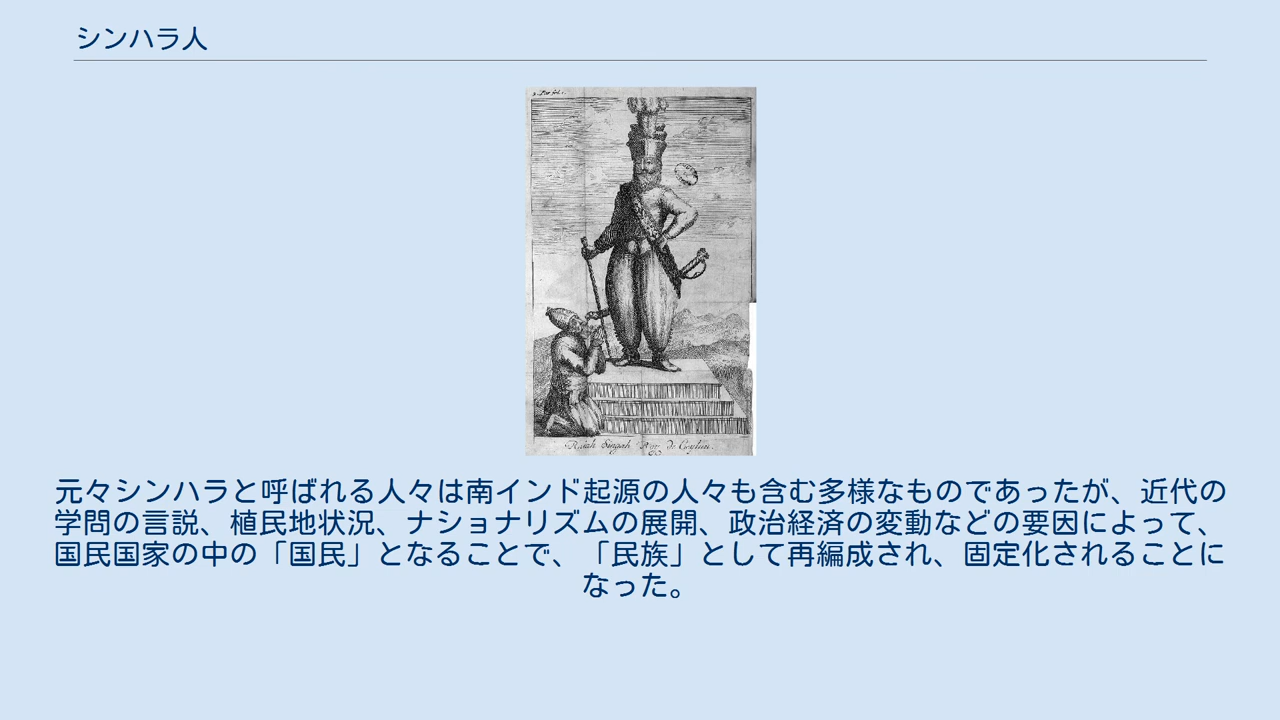 シンハラ人
元々シンハラと呼ばれる人々は南インド起源の人々も含む多様なものであったが、近代の
学問の言説、植民地状況、ナショナリズムの展開、政治経済の変動などの要因によって、
国民国家の中の「国民」となることで、「民族」として再編成され、固定化されることに
なった。